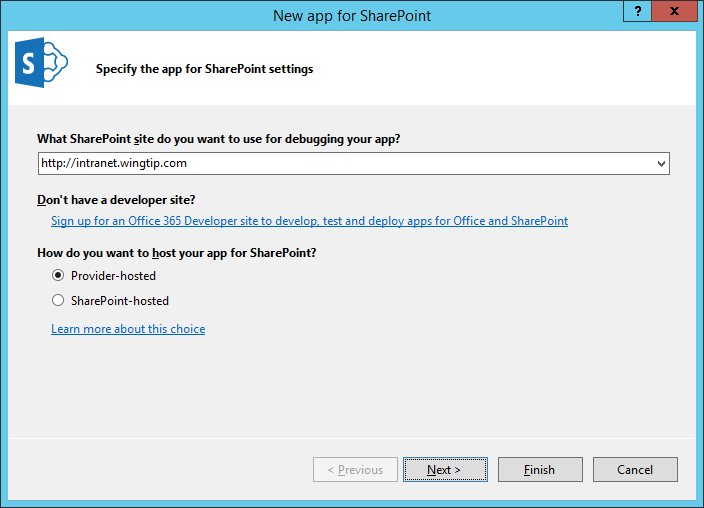 New app for SharePoint
? x
S
Specify the app for SharePoint settings
What SharePoint site do you want to use for debugging your app?
http://intranet.wingtip.com
Don't have a developer site?
Sign up for an Office 365 Developer site to develop, test and deploy apps for Office and SharePoint
How do you want to host your app for SharePoint?
Provider-hosted
SharePoint-hosted
Learn more about this choice
< Previous Next > Finish Cancel